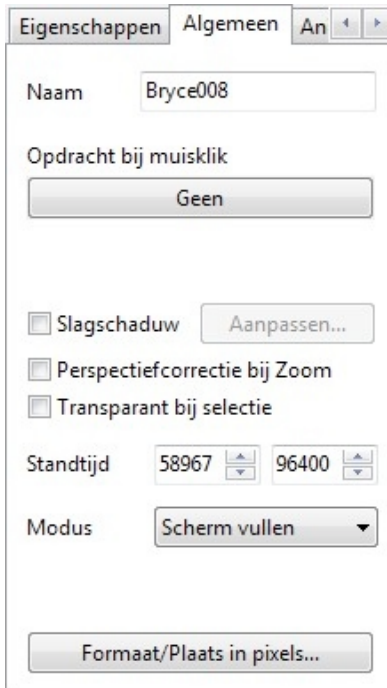 Eigenschappen Algemeen An
Naam Bryce008
Opdracht bij muisklik
Geen
Slagschaduw Aanpassen...
Perspectiefcorrectie bij Zoom
Transparant bij selectie
Standtijd 58967 96400
Modus Scherm vullen
Formaat/Plaats in pixels...